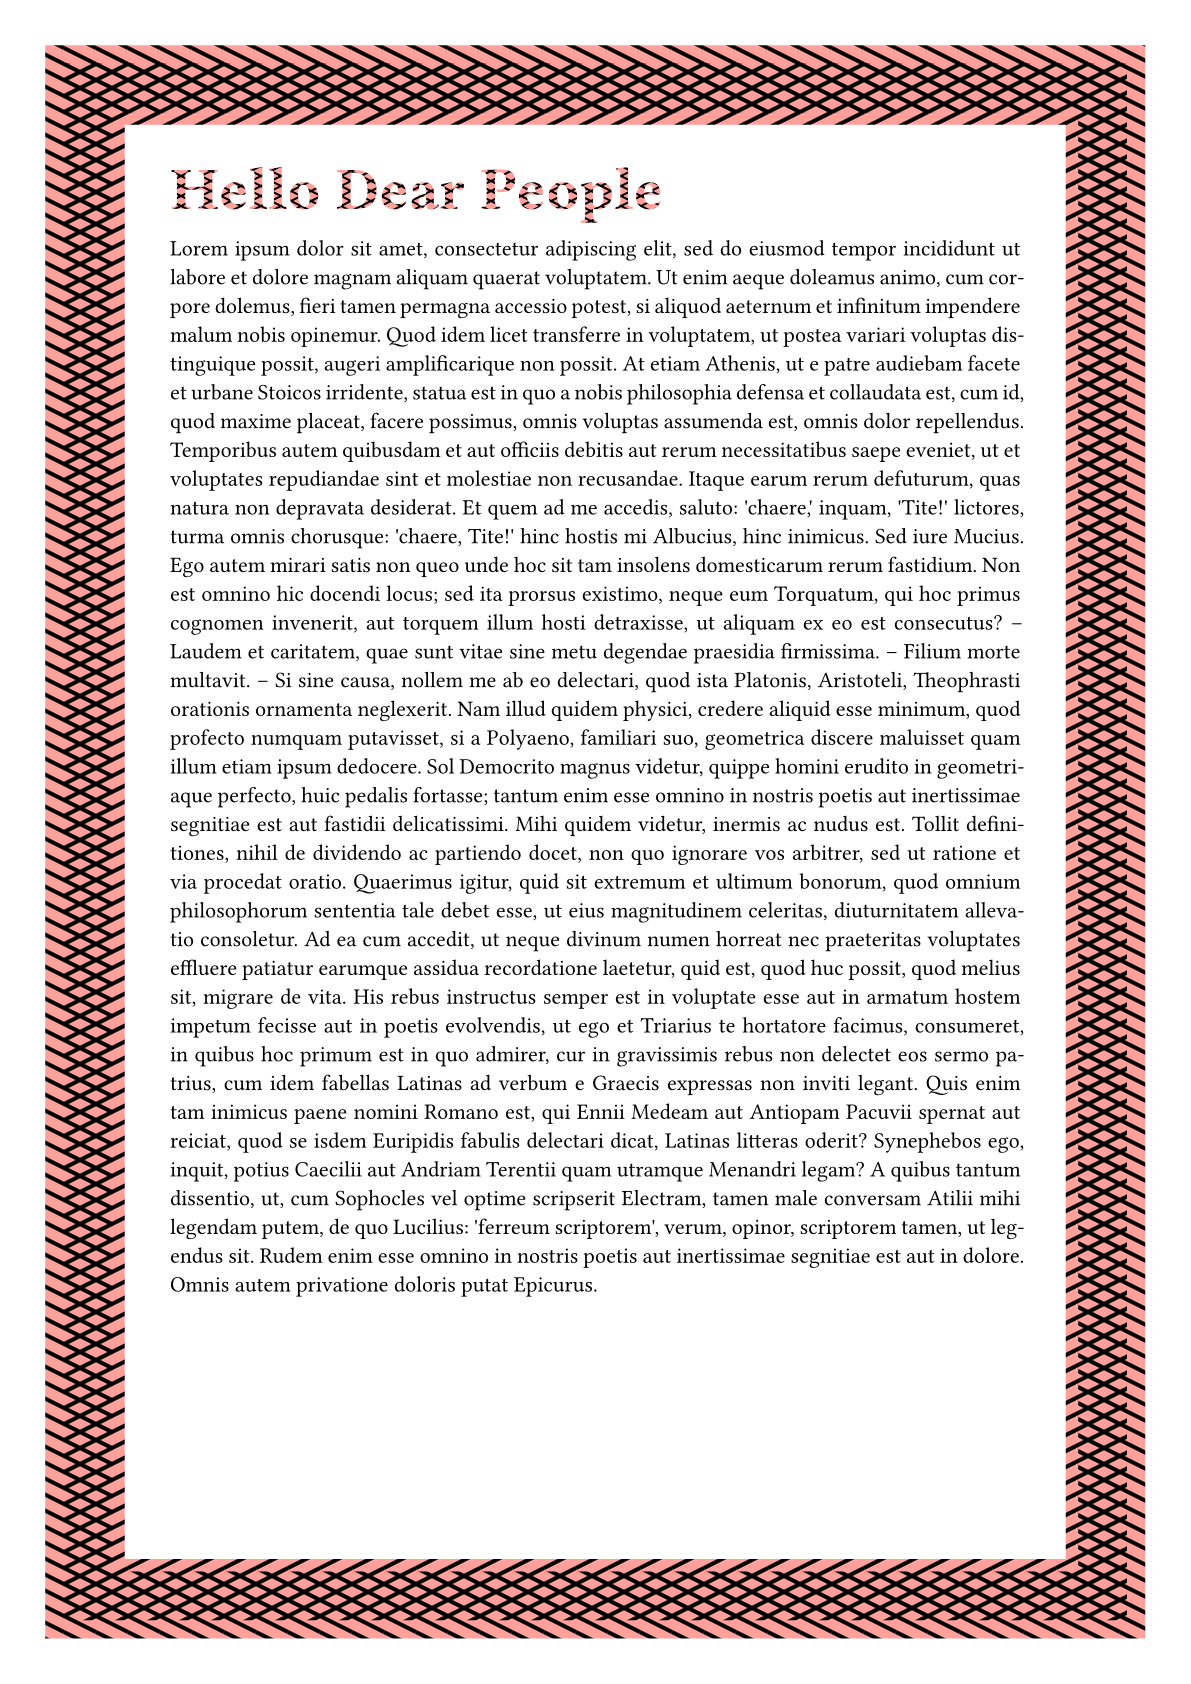 Hello Dear People
Lorem ipsum dolor sit amet, consectetur adipiscing elit, sed do eiusmod tempor incididunt ut
labore et dolore magnam aliquam quaerat voluptatem. Ut enim aeque doleamus animo, cum cor-
pore dolemus, fieri tamen permagna accessio potest, si aliquod aeternum et infinitum impendere
malum nobis opinemur. Quod idem licet transferre in voluptatem, ut postea variari voluptas dis-
tinguique possit, augeri amplificarique non possit. At etiam Athenis, ut e patre audiebam facete
et urbane Stoicos irridente, statua est in quo a nobis philosophia defensa et collaudata est, cum id,
quod maxime placeat, facere possimus, omnis voluptas assumenda est, omnis dolor repellendus.
Temporibus autem quibusdam et aut officiis debitis aut rerum necessitatibus saepe eveniet, ut et
voluptates repudiandae sint et molestiae non recusandae. Itaque earum rerum defuturum, quas
natura non depravata desiderat. Et quem ad me accedis, saluto: 'chaere,' inquam, 'Tite!' lictores,
turma omnis chorusque: 'chaere, Tite!' hinc hostis mi Albucius, hinc inimicus. Sed iure Mucius.
Ego autem mirari satis non queo unde hoc sit tam insolens domesticarum rerum fastidium. Non
est omnino hic docendi locus; sed ita prorsus existimo, neque eum Torquatum, qui hoc primus
cognomen invenerit, aut torquem illum hosti detraxisse, ut aliquam ex eo est consecutus? –
Laudem et caritatem, quae sunt vitae sine metu degendae praesidia firmissima. – Filium morte
multavit. – Si sine causa, nollem me ab eo delectari, quod ista Platonis, Aristoteli, Theophrasti
orationis ornamenta neglexerit. Nam illud quidem physici, credere aliquid esse minimum, quod
profecto numquam putavisset, si a Polyaeno, familiari suo, geometrica discere maluisset quam
illum etiam ipsum dedocere. Sol Democrito magnus videtur, quippe homini erudito in geometri-
aque perfecto, huic pedalis fortasse; tantum enim esse omnino in nostris poetis aut inertissimae
segnitiae est aut fastidii delicatissimi. Mihi quidem videtur, inermis ac nudus est. Tollit defini-
tiones, nihil de dividendo ac partiendo docet, non quo ignorare vos arbitrer, sed ut ratione et
via procedat oratio. Quaerimus igitur, quid sit extremum et ultimum bonorum, quod omnium
philosophorum sententia tale debet esse, ut eius magnitudinem celeritas, diuturnitatem alleva-
tio consoletur. Ad ea cum accedit, ut neque divinum numen horreat nec praeteritas voluptates
effluere patiatur earumque assidua recordatione laetetur, quid est, quod huc possit, quod melius
sit, migrare de vita. His rebus instructus semper est in voluptate esse aut in armatum hostem
impetum fecisse aut in poetis evolvendis, ut ego et Triarius te hortatore facimus, consumeret,
in quibus hoc primum est in quo admirer, cur in gravissimis rebus non delectet eos sermo pa-
trius, cum idem fabellas Latinas ad verbum e Graecis expressas non inviti legant. Quis enim
tam inimicus paene nomini Romano est, qui Ennii Medeam aut Antiopam Pacuvii spernat aut
reiciat, quod se isdem Euripidis fabulis delectari dicat, Latinas litteras oderit? Synephebos ego,
inquit, potius Caecilii aut Andriam Terentii quam utramque Menandri legam? A quibus tantum
dissentio, ut, cum Sophocles vel optime scripserit Electram, tamen male conversam Atilii mihi
legendam putem, de quo Lucilius: 'ferreum scriptorem', verum, opinor, scriptorem tamen, ut leg-
endus sit. Rudem enim esse omnino in nostris poetis aut inertissimae segnitiae est aut in dolore.
Omnis autem privatione doloris putat Epicurus.